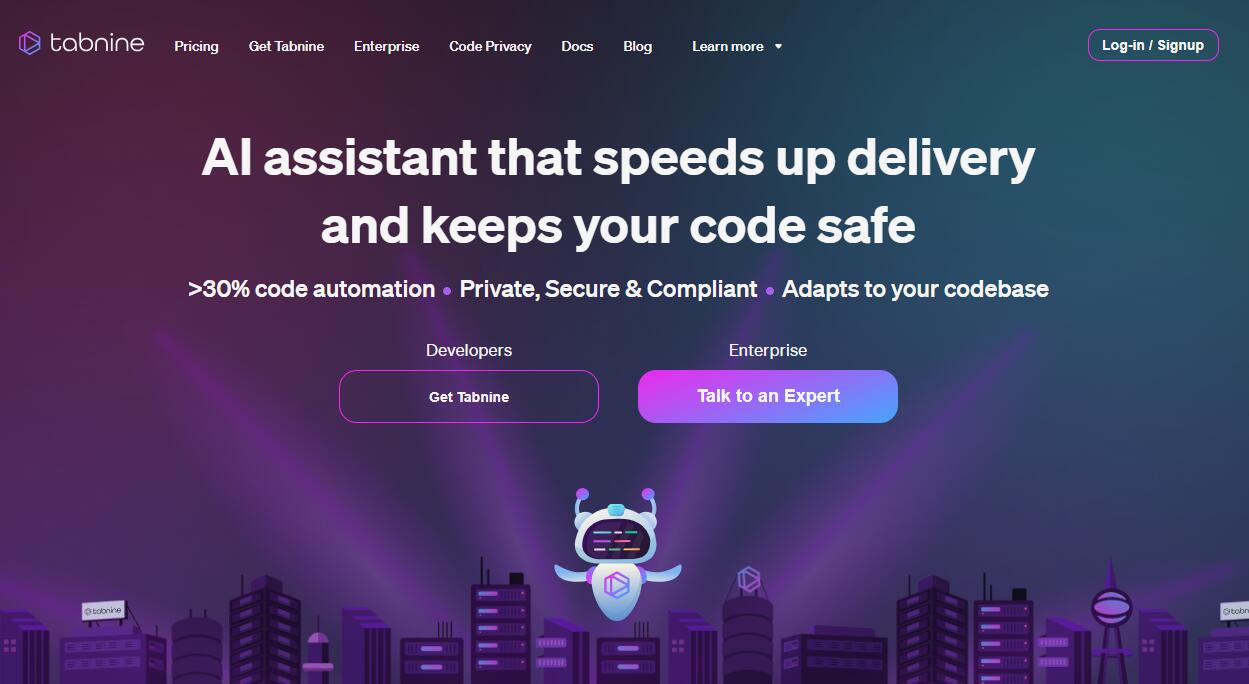 tabnine
Pricing
Get Tabnine
Enterprise
Code Privacy
Docs
Blog
Learn more
Log-in / Signup
AI assistant that speeds up delivery
and keeps your code safe
>30% code automation • Private, Secure & Compliant • Adapts to your codebase
Developers
Enterprise
Get Tabnine
Talk to an Expert
tabnine